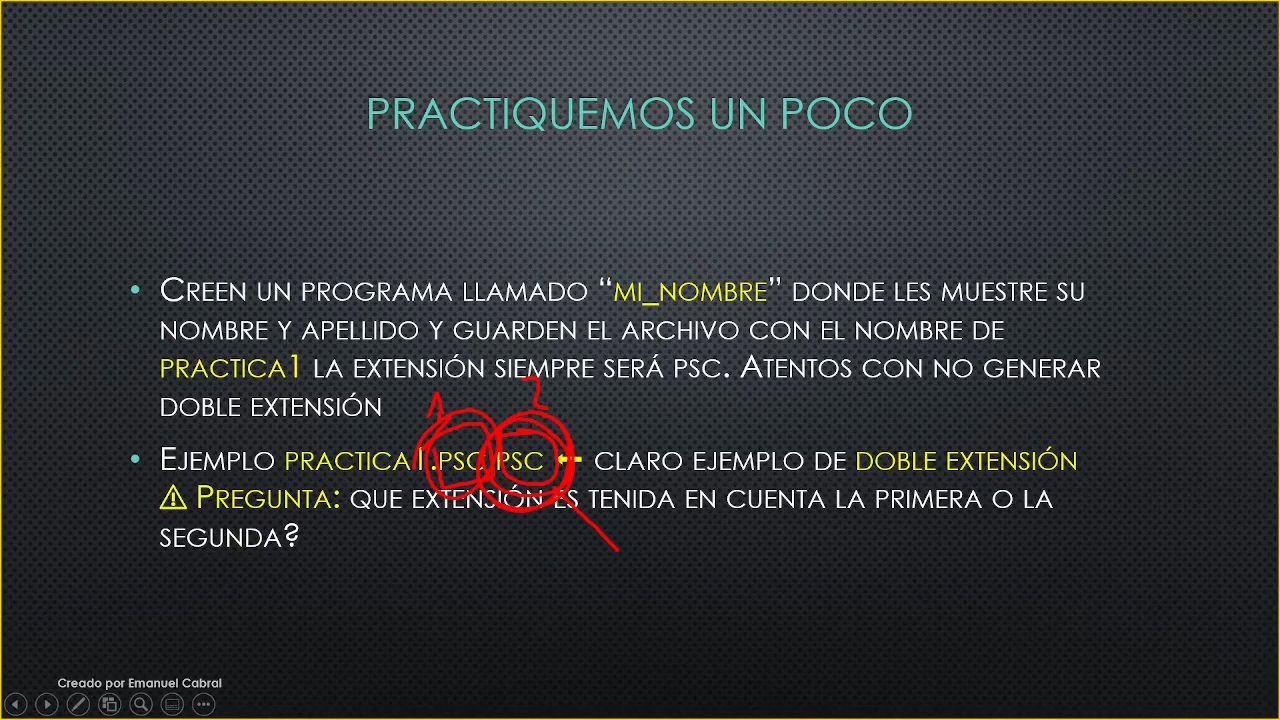 PRACTIQUEMOS UN POCO
• CREEN UN PROGRAMA LLAMADO “MI_NOMBRE” DONDE LES MUESTRE SU
NOMBRE Y APELLIDO Y GUARDEN EL ARCHIVO CON EL NOMBRE DE
PRACTICA1 LA EXTENSIÓN SIEMPRE SERÁ PSC. ATENTOS CON NO GENERAR
DOBLE EXTENSIÓN
1 2
• EJEMPLO PRACTICA1.PSC.PSC ← CLARO EJEMPLO DE DOBLE EXTENSIÓN
⚠ PREGUNTA: QUE EXTENSIÓN ES TENIDA EN CUENTA LA PRIMERA O LA
SEGUNDA?
Creado por Emanuel Cabral